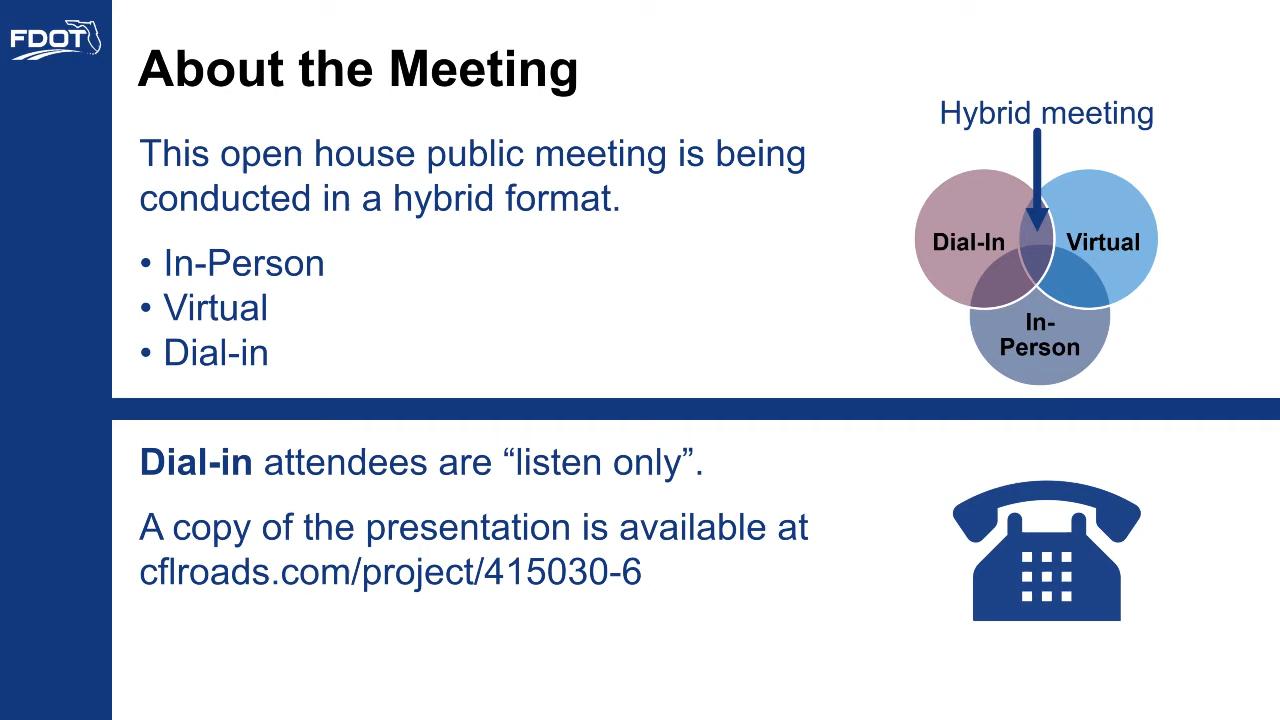 FDOT
About the Meeting
This open house public meeting is being
conducted in a hybrid format.
• In-Person
• Virtual
• Dial-in
Hybrid meeting
Dial-In
Virtual
In-
Person
Dial-in attendees are “listen only”.
A copy of the presentation is available at
cflroads.com/project/415030-6